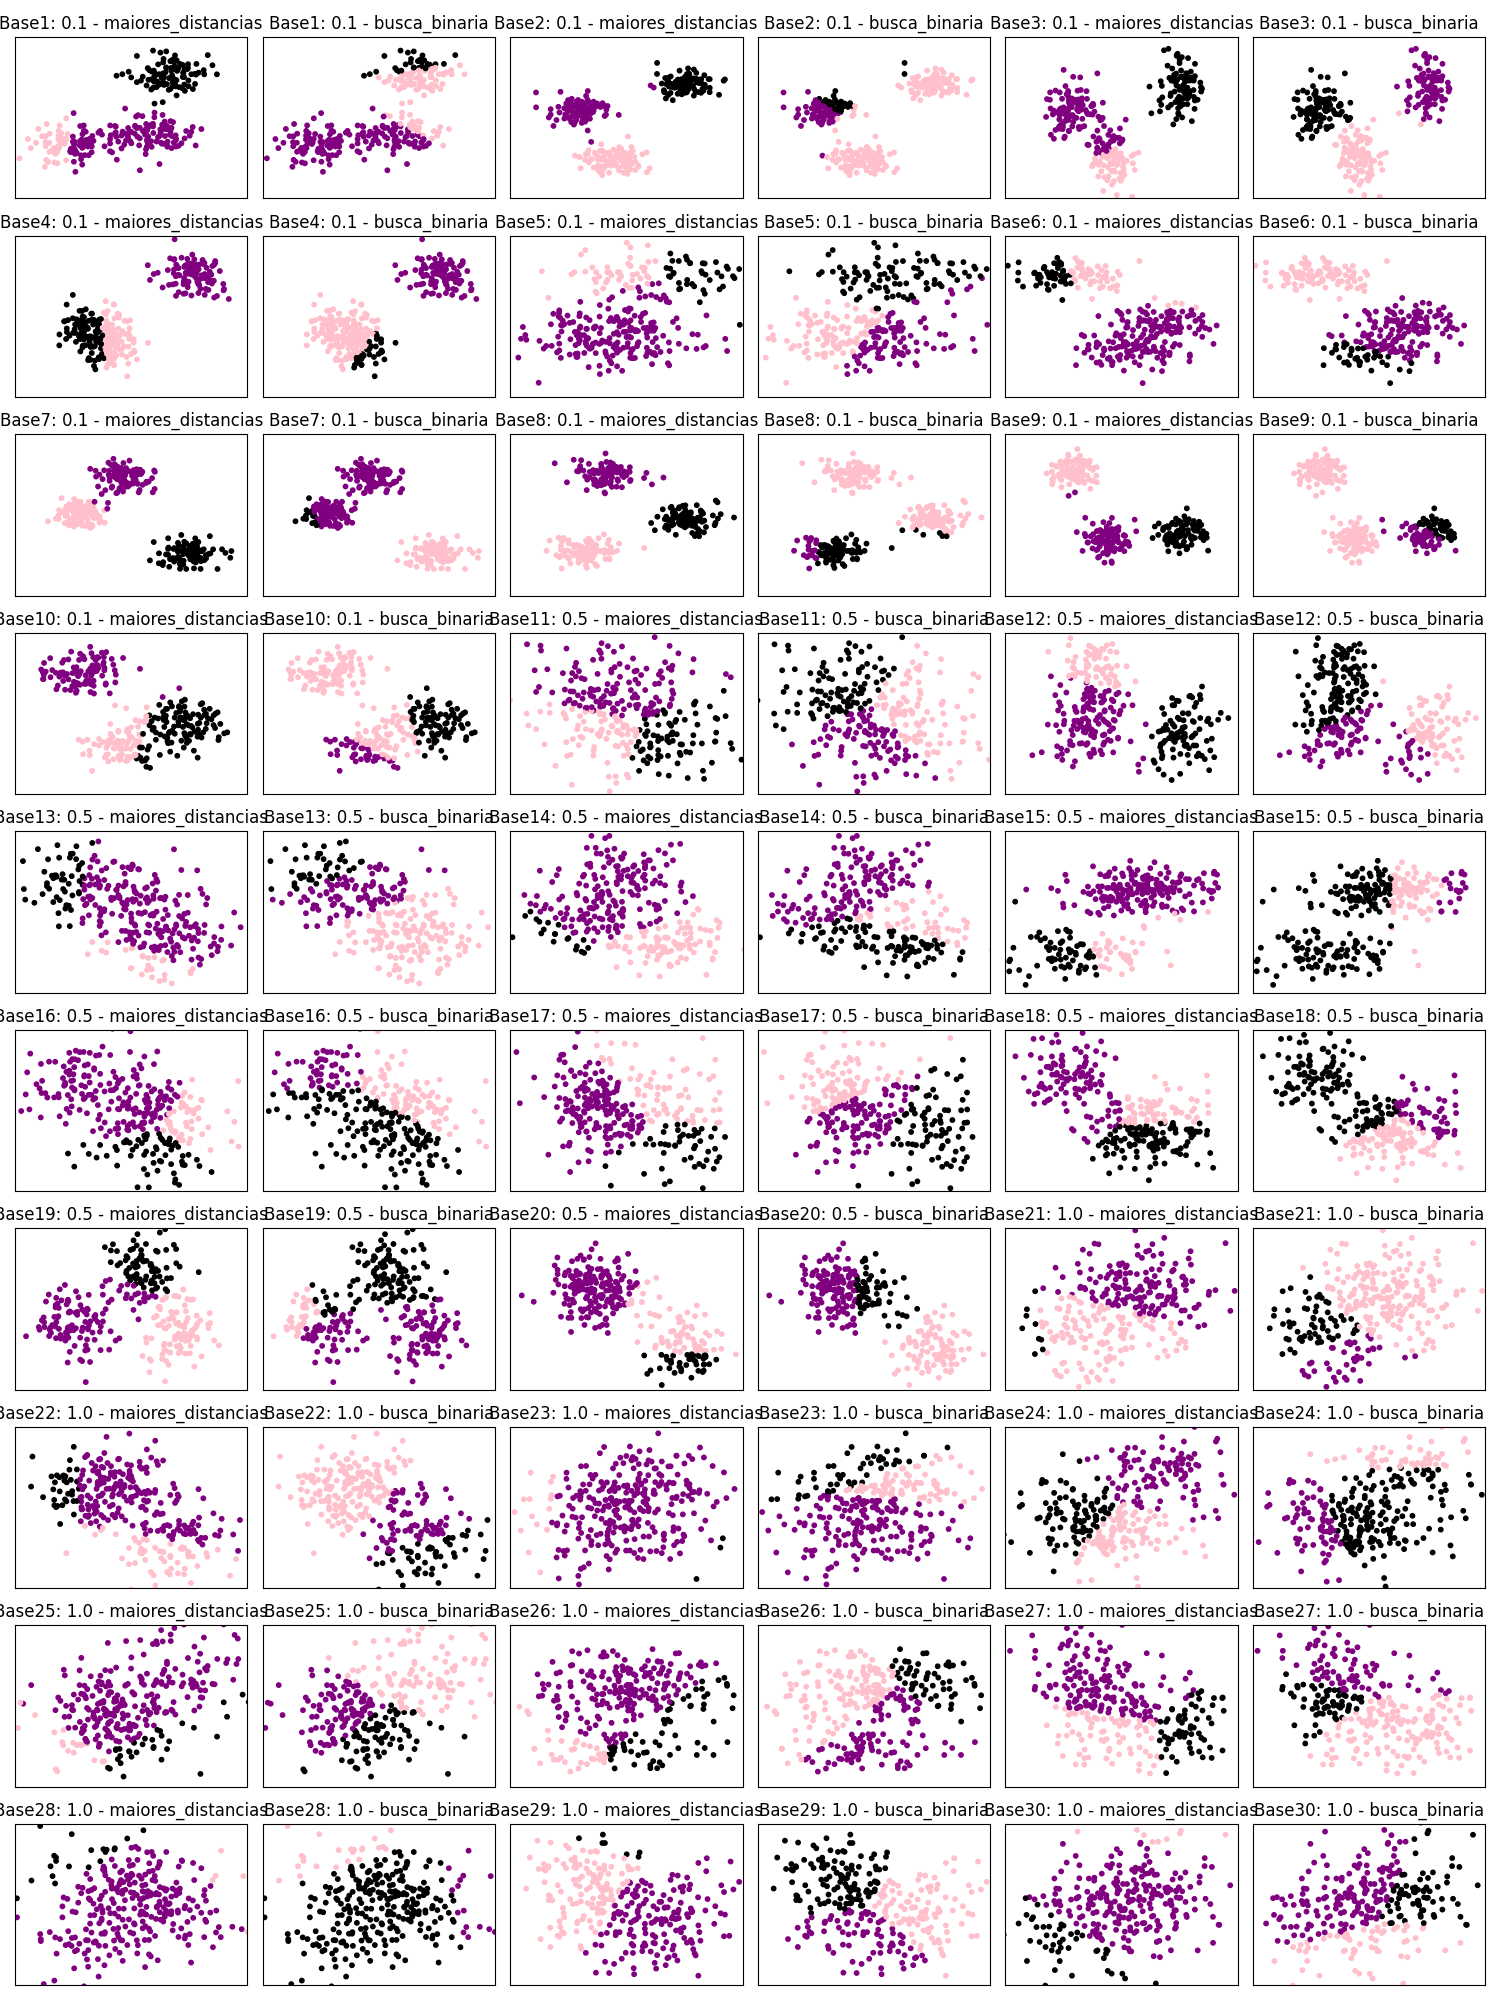 Base1: 0.1 - maiores_distancias
Base1: 0.1 - busca_binaria
Base2: 0.1 - maiores_distancias
Base2: 0.1 - busca_binaria
Base3: 0.1 - maiores_distancias
Base3: 0.1 - busca_binaria
Base4: 0.1 - maiores_distancias
Base4: 0.1 - busca_binaria
Base5: 0.1 - maiores_distancias
Base5: 0.1 - busca_binaria
Base6: 0.1 - maiores_distancias
Base6: 0.1 - busca_binaria
Base7: 0.1 - maiores_distancias
Base7: 0.1 - busca_binaria
Base8: 0.1 - maiores_distancias
Base8: 0.1 - busca_binaria
Base9: 0.1 - maiores_distancias
Base9: 0.1 - busca_binaria
Base10: 0.1 - maiores_distancias
Base10: 0.1 - busca_binaria
Base11: 0.5 - maiores_distancias
Base11: 0.5 - busca_binaria
Base12: 0.5 - maiores_distancias
Base12: 0.5 - busca_binaria
Base13: 0.5 - maiores_distancias
Base13: 0.5 - busca_binaria
Base14: 0.5 - maiores_distancias
Base14: 0.5 - busca_binaria
Base15: 0.5 - maiores_distancias
Base15: 0.5 - busca_binaria
Base16: 0.5 - maiores_distancias
Base16: 0.5 - busca_binaria
Base17: 0.5 - maiores_distancias
Base17: 0.5 - busca_binaria
Base18: 0.5 - maiores_distancias
Base18: 0.5 - busca_binaria
Base19: 0.5 - maiores_distancias
Base19: 0.5 - busca_binaria
Base20: 0.5 - maiores_distancias
Base20: 0.5 - busca_binaria
Base21: 1.0 - maiores_distancias
Base21: 1.0 - busca_binaria
Base22: 1.0 - maiores_distancias
Base22: 1.0 - busca_binaria
Base23: 1.0 - maiores_distancias
Base23: 1.0 - busca_binaria
Base24: 1.0 - maiores_distancias
Base24: 1.0 - busca_binaria
Base25: 1.0 - maiores_distancias
Base25: 1.0 - busca_binaria
Base26: 1.0 - maiores_distancias
Base26: 1.0 - busca_binaria
Base27: 1.0 - maiores_distancias
Base27: 1.0 - busca_binaria
Base28: 1.0 - maiores_distancias
Base28: 1.0 - busca_binaria
Base29: 1.0 - maiores_distancias
Base29: 1.0 - busca_binaria
Base30: 1.0 - maiores_distancias
Base30: 1.0 - busca_binaria